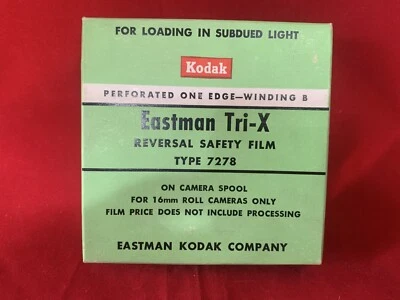 FOR LOADING IN SUBDUED LIGHT
Kodak
PERFORATED ONE EDGE—WINDING B
Eastman Tri-X
REVERSAL SAFETY FILM
TYPE 7278
ON CAMERA SPOOL
FOR 16mm ROLL CAMERAS ONLY
FILM PRICE DOES NOT INCLUDE PROCESSING
EASTMAN KODAK COMPANY